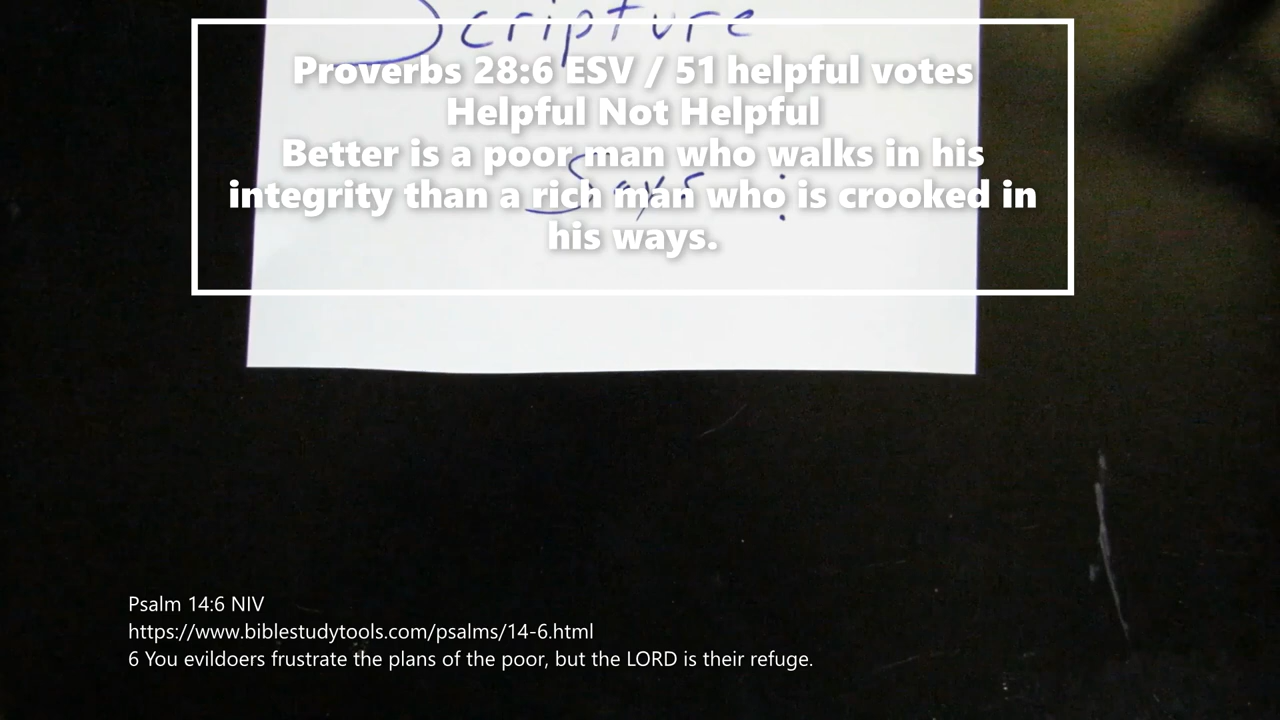 Scripture
Proverbs 28:6 ESV / 51 helpful votes
Helpful Not Helpful
Better is a poor man who walks in his
Says :
integrity than a rich man who is crooked in
his ways.
Psalm 14:6 NIV
https://www.biblestudytools.com/psalms/14-6.html
6 You evildoers frustrate the plans of the poor, but the LORD is their refuge.